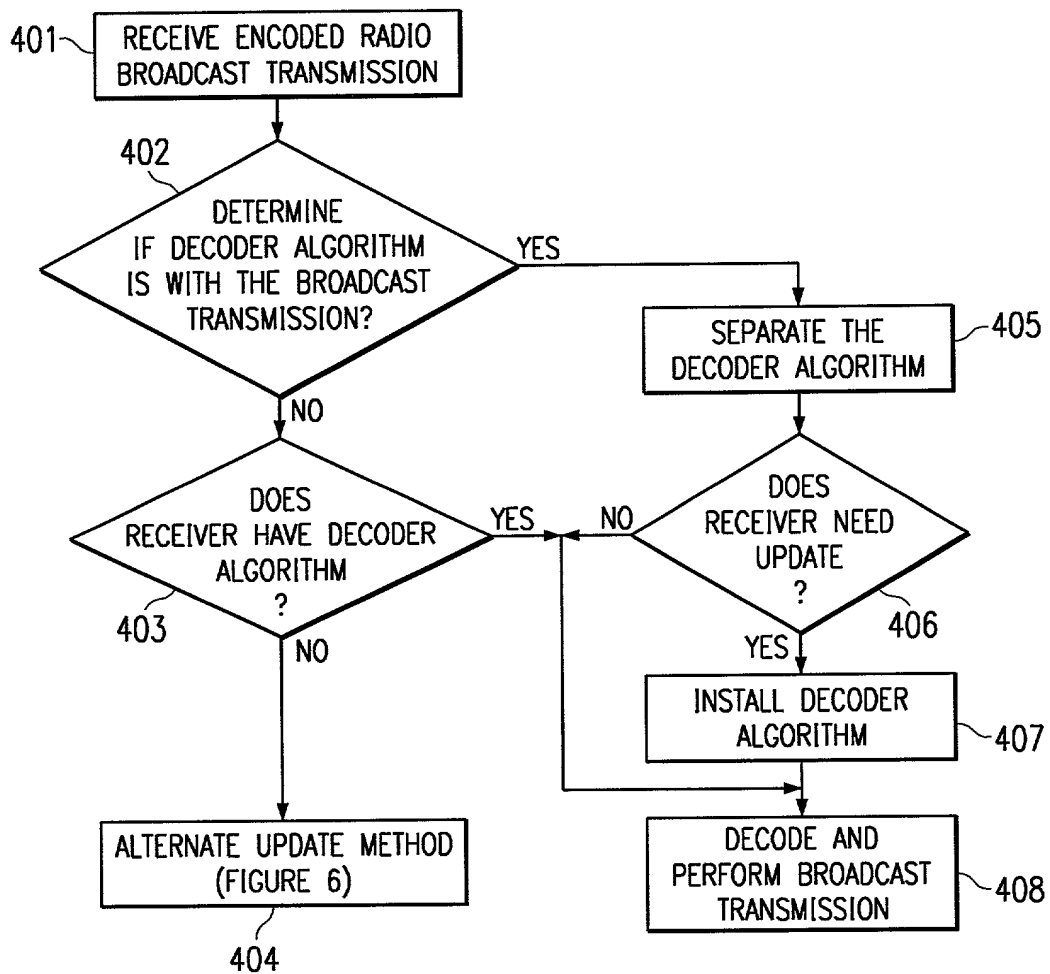 401
RECEIVE ENCODED RADIO
BROADCAST TRANSMISSION
402
DETERMINE
IF DECODER ALGORITHM
IS WITH THE BROADCAST
TRANSMISSION?
YES
NO
SEPARATE THE
DECODER ALGORITHM
405
DOES
RECEIVER HAVE DECODER
ALGORITHM
?
403
YES
NO
DOES
RECEIVER NEED
UPDATE
?
406
NO
YES
INSTALL DECODER
ALGORITHM
407
ALTERNATE UPDATE METHOD
(FIGURE 6)
404
DECODE AND
PERFORM BROADCAST
TRANSMISSION
408